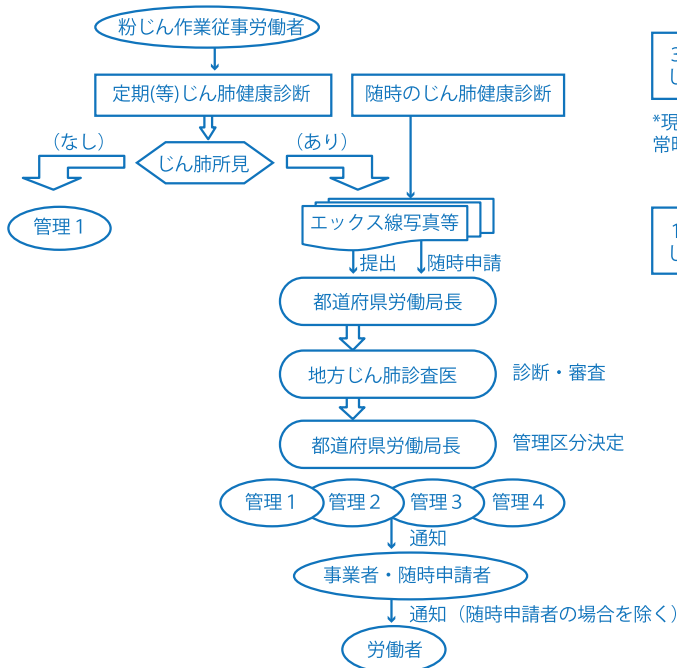 粉じん作業従事労働者
定期(等)じん肺健康診断
随時のじん肺健康診断
（なし）
じん肺所見
（あり）
管理１
エックス線写真等
提出
随時申請
都道府県労働局長
地方じん肺診査医
診断・審査
都道府県労働局長
管理区分決定
管理１
管理２
管理３
管理４
通知
事業者・随時申請者
通知（随時申請者の場合を除く）
労働者
*現
常時